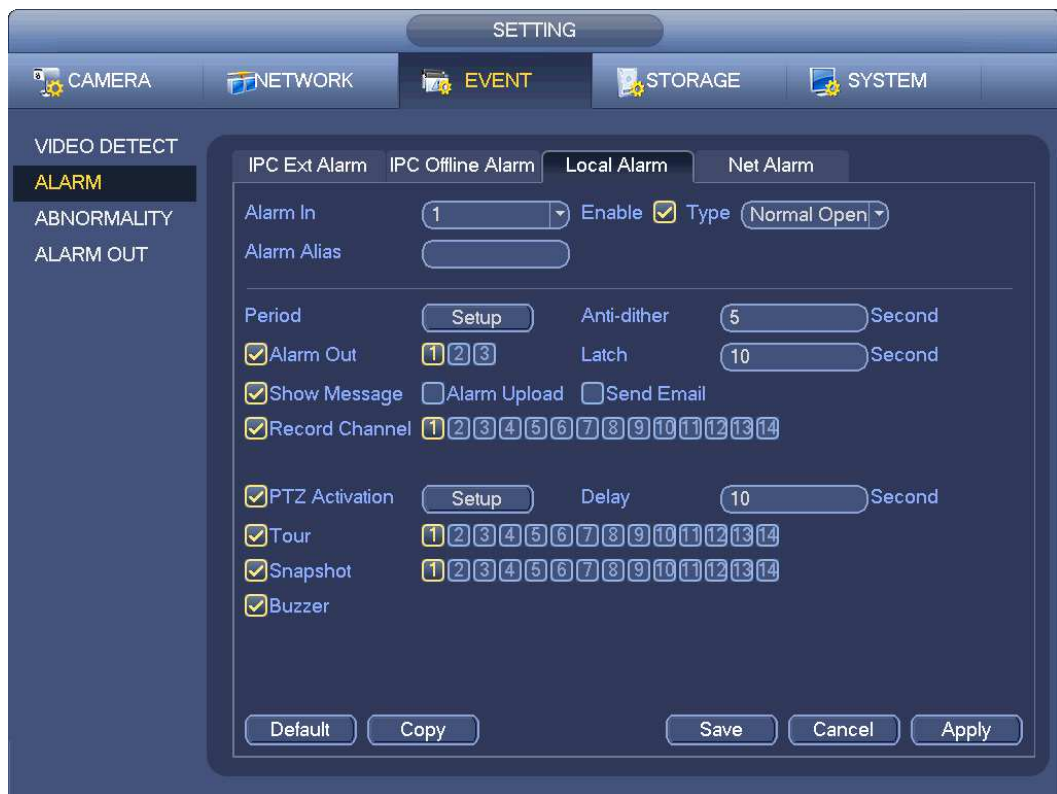 SETTING
CAMERA NETWORK EVENT STORAGE SYSTEM
VIDEO DETECT
ALARM
ABNORMALITY
ALARM OUT
IPC Ext Alarm IPC Offline Alarm Local Alarm Net Alarm
Alarm In 1 Enable Type Normal Open
Alarm Alias
Period Setup Anti-dither 5 Second
Alarm Out 1 2 3 Latch 10 Second
Show Message Alarm Upload Send Email
Record Channel 1 2 3 4 5 6 7 8 9 10 11 12 13 14
PTZ Activation Setup Delay 10 Second
Tour 1 2 3 4 5 6 7 8 9 10 11 12 13 14
Snapshot 1 2 3 4 5 6 7 8 9 10 11 12 13 14
Buzzer
Default Copy Save Cancel Apply